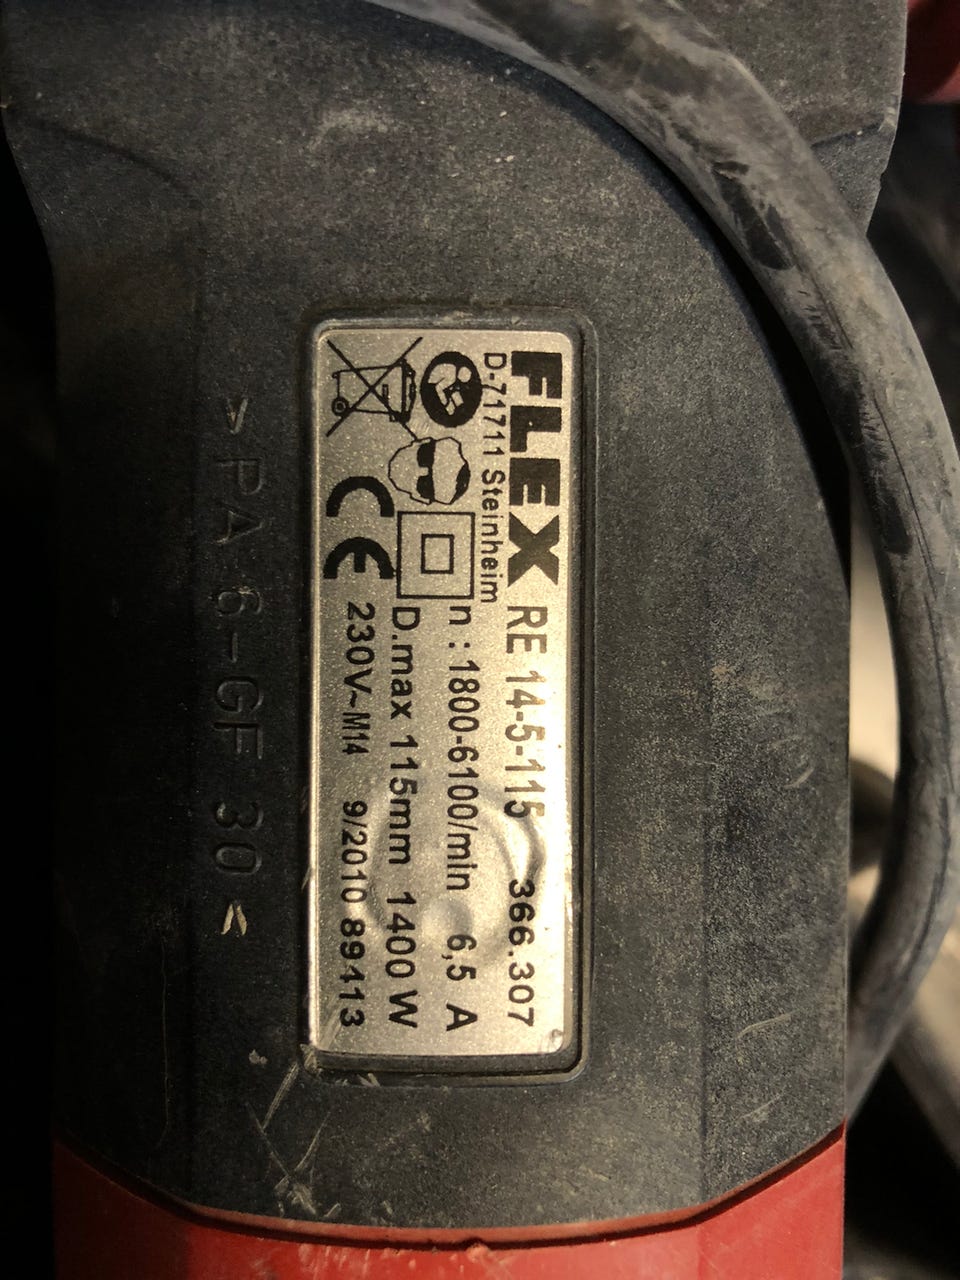 FLEX RE 14-5-115 366.307
D-71711 Steinheim
n : 1800-6100/min 6,5 A
D.max 115mm 1400 W
CE 230V~M14 9/2010 89413
>PA 6-GF 30<